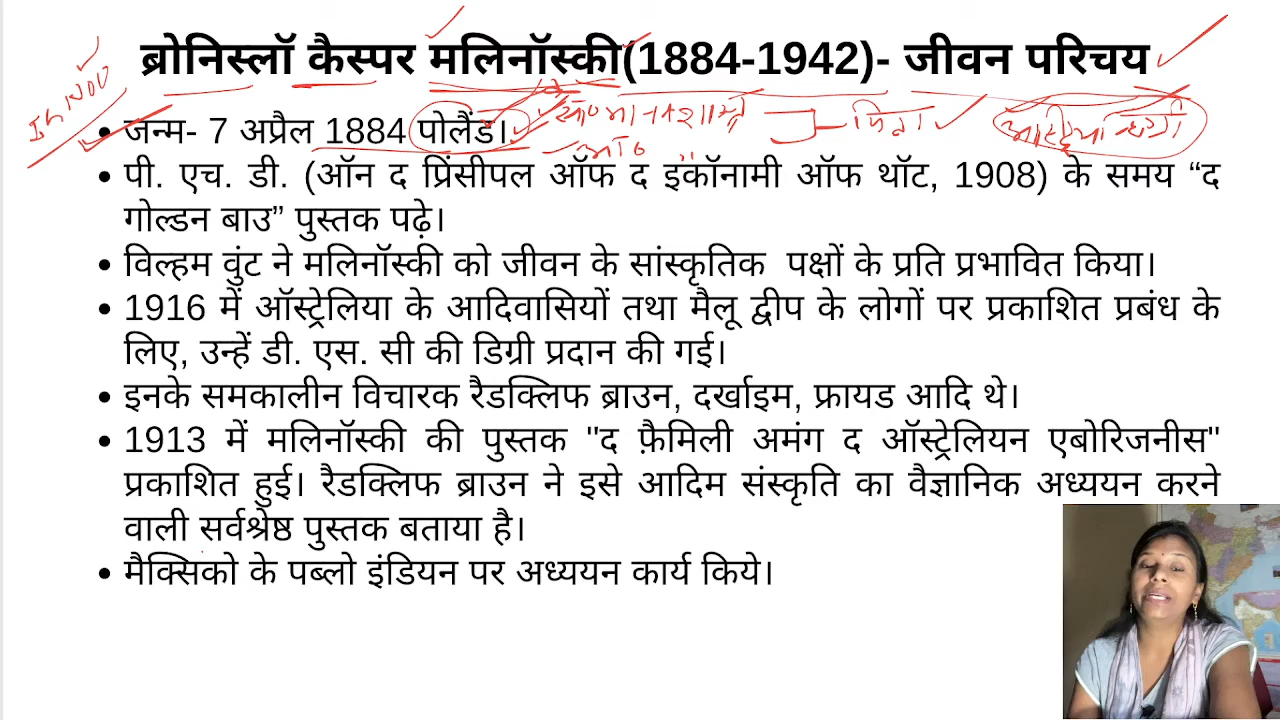 ब्रोनिस्लॉ कैस्पर मलिनॉस्की(1884-1942)- जीवन परिचय
• जन्म- 7 अप्रैल 1884 पोलैंड।
पिता
• पी. एच. डी. (ऑन द प्रिंसीपल ऑफ द इकॉनामी ऑफ थॉट, 1908) के समय “द
गोल्डन बाउ” पुस्तक पढ़े।
• विल्हम वुंट ने मलिनॉस्की को जीवन के सांस्कृतिक पक्षों के प्रति प्रभावित किया।
• 1916 में ऑस्ट्रेलिया के आदिवासियों तथा मैलू द्वीप के लोगों पर प्रकाशित प्रबंध के
लिए, उन्हें डी. एस. सी की डिग्री प्रदान की गई।
• इनके समकालीन विचारक रैडक्लिफ ब्राउन, दर्खाइम, फ्रायड आदि थे।
• 1913 में मलिनॉस्की की पुस्तक "द फ़ैमिली अमंग द ऑस्ट्रेलियन एबोरिजनीस"
प्रकाशित हुई। रैडक्लिफ ब्राउन ने इसे आदिम संस्कृति का वैज्ञानिक अध्ययन करने
वाली सर्वश्रेष्ठ पुस्तक बताया है।
• मैक्सिको के पब्लो इंडियन पर अध्ययन कार्य किये।